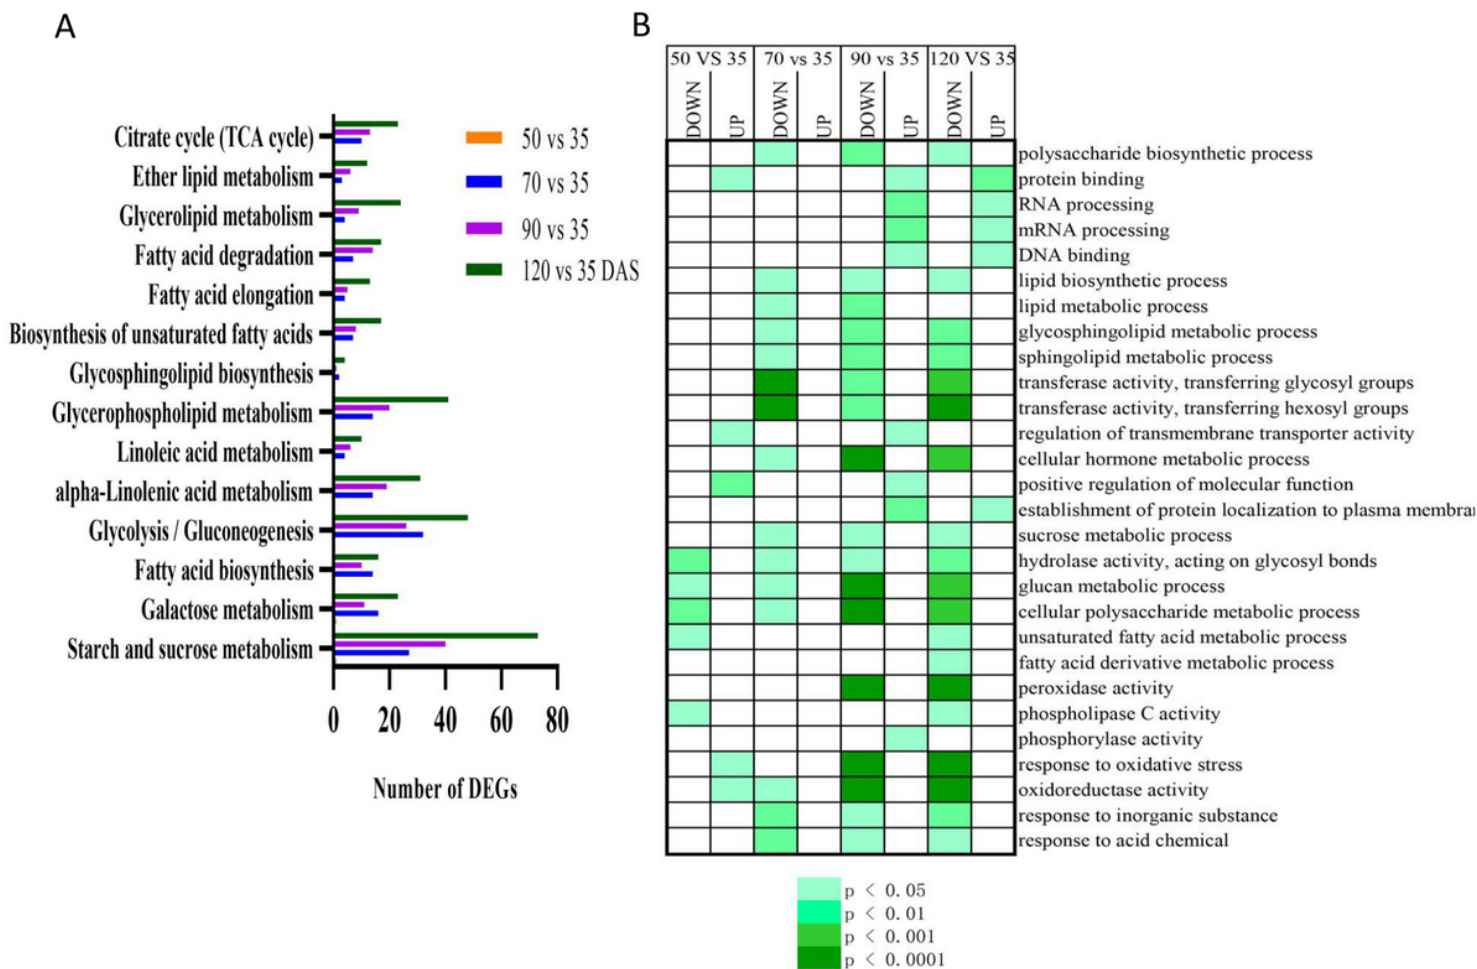 A
Citrate cycle (TCA cycle)
Ether lipid metabolism
Glycerolipid metabolism
Fatty acid degradation
Fatty acid elongation
Biosynthesis of unsaturated fatty acids
Glycosphingolipid biosynthesis
Glycerophospholipid metabolism
Linoleic acid metabolism
alpha-Linolenic acid metabolism
Glycolysis / Gluconeogenesis
Fatty acid biosynthesis
Galactose metabolism
Starch and sucrose metabolism
50 vs 35
70 vs 35
90 vs 35
120 vs 35 DAS
0 20 40 60 80
Number of DEGs
B
50 VS 35 70 vs 35 90 vs 35 120 VS 35
DOWN UP DOWN UP DOWN UP DOWN UP
polysaccharide biosynthetic process
protein binding
RNA processing
mRNA processing
DNA binding
lipid biosynthetic process
lipid metabolic process
glycosphingolipid metabolic process
sphingolipid metabolic process
transferase activity, transferring glycosyl groups
transferase activity, transferring hexosyl groups
regulation of transmembrane transporter activity
cellular hormone metabolic process
positive regulation of molecular function
establishment of protein localization to plasma membra
sucrose metabolic process
hydrolase activity, acting on glycosyl bonds
glucan metabolic process
cellular polysaccharide metabolic process
unsaturated fatty acid metabolic process
fatty acid derivative metabolic process
peroxidase activity
phospholipase C activity
phosphorylase activity
response to oxidative stress
oxidoreductase activity
response to inorganic substance
response to acid chemical
p < 0.05
p < 0.01
p < 0.001
p < 0.0001